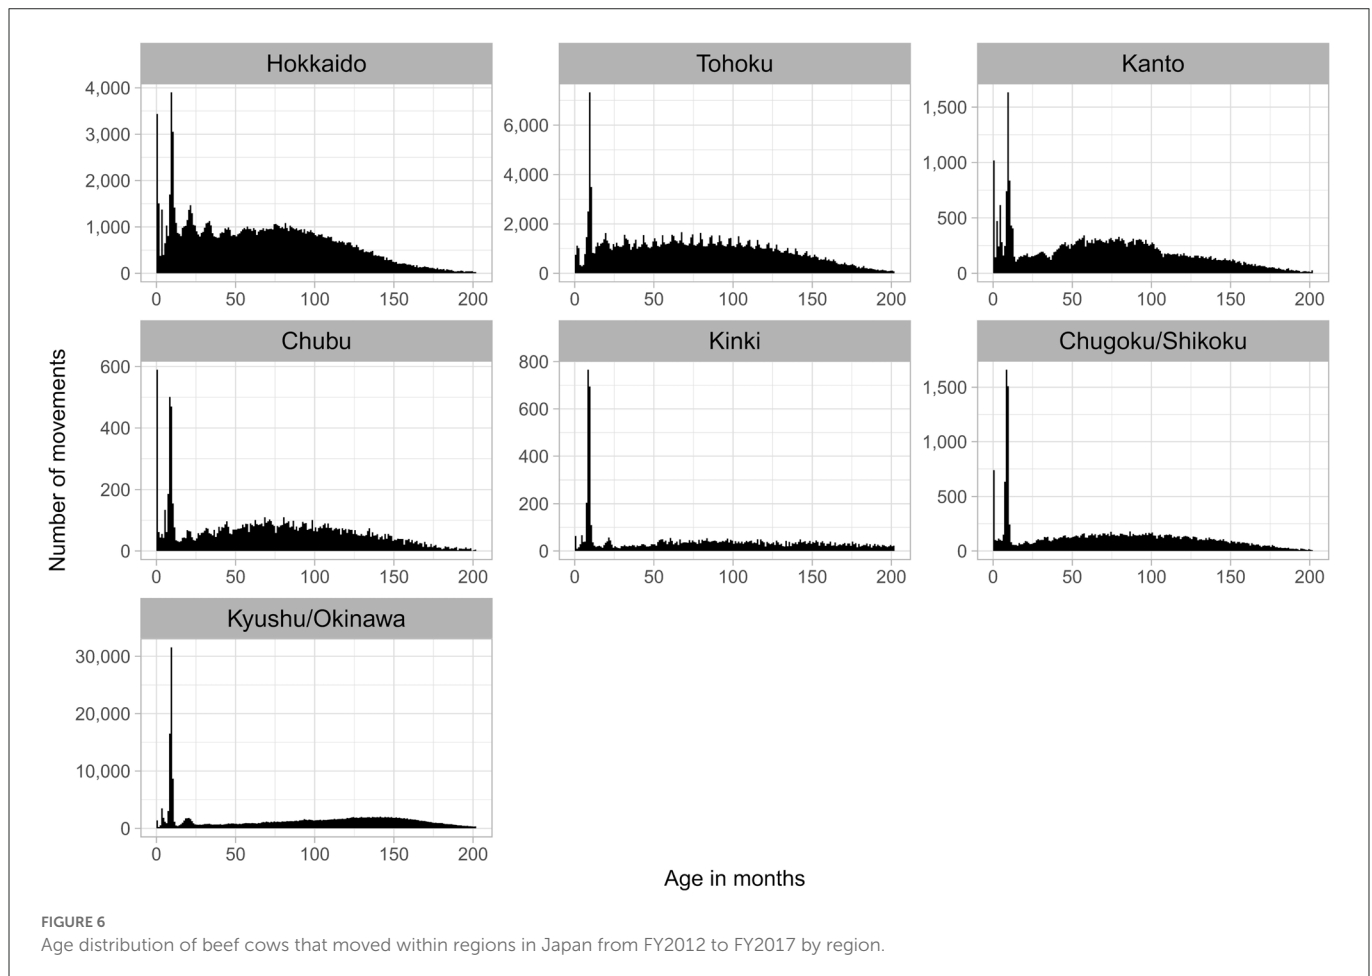 Hokkaido Tohoku Kanto
4,000
3,000
2,000
1,000
0
0 50 100 150 200
6,000
4,000
2,000
0
0 50 100 150 200
1,500
1,000
500
0
0 50 100 150 200
Chubu Kinki Chugoku/Shikoku
Number of movements
600
400
200
0
0 50 100 150 200
800
600
400
200
0
0 50 100 150 200
1,500
1,000
500
0
0 50 100 150 200
Kyushu/Okinawa
30,000
20,000
10,000
0
0 50 100 150 200
Age in months
FIGURE 6
Age distribution of beef cows that moved within regions in Japan from FY2012 to FY2017 by region.